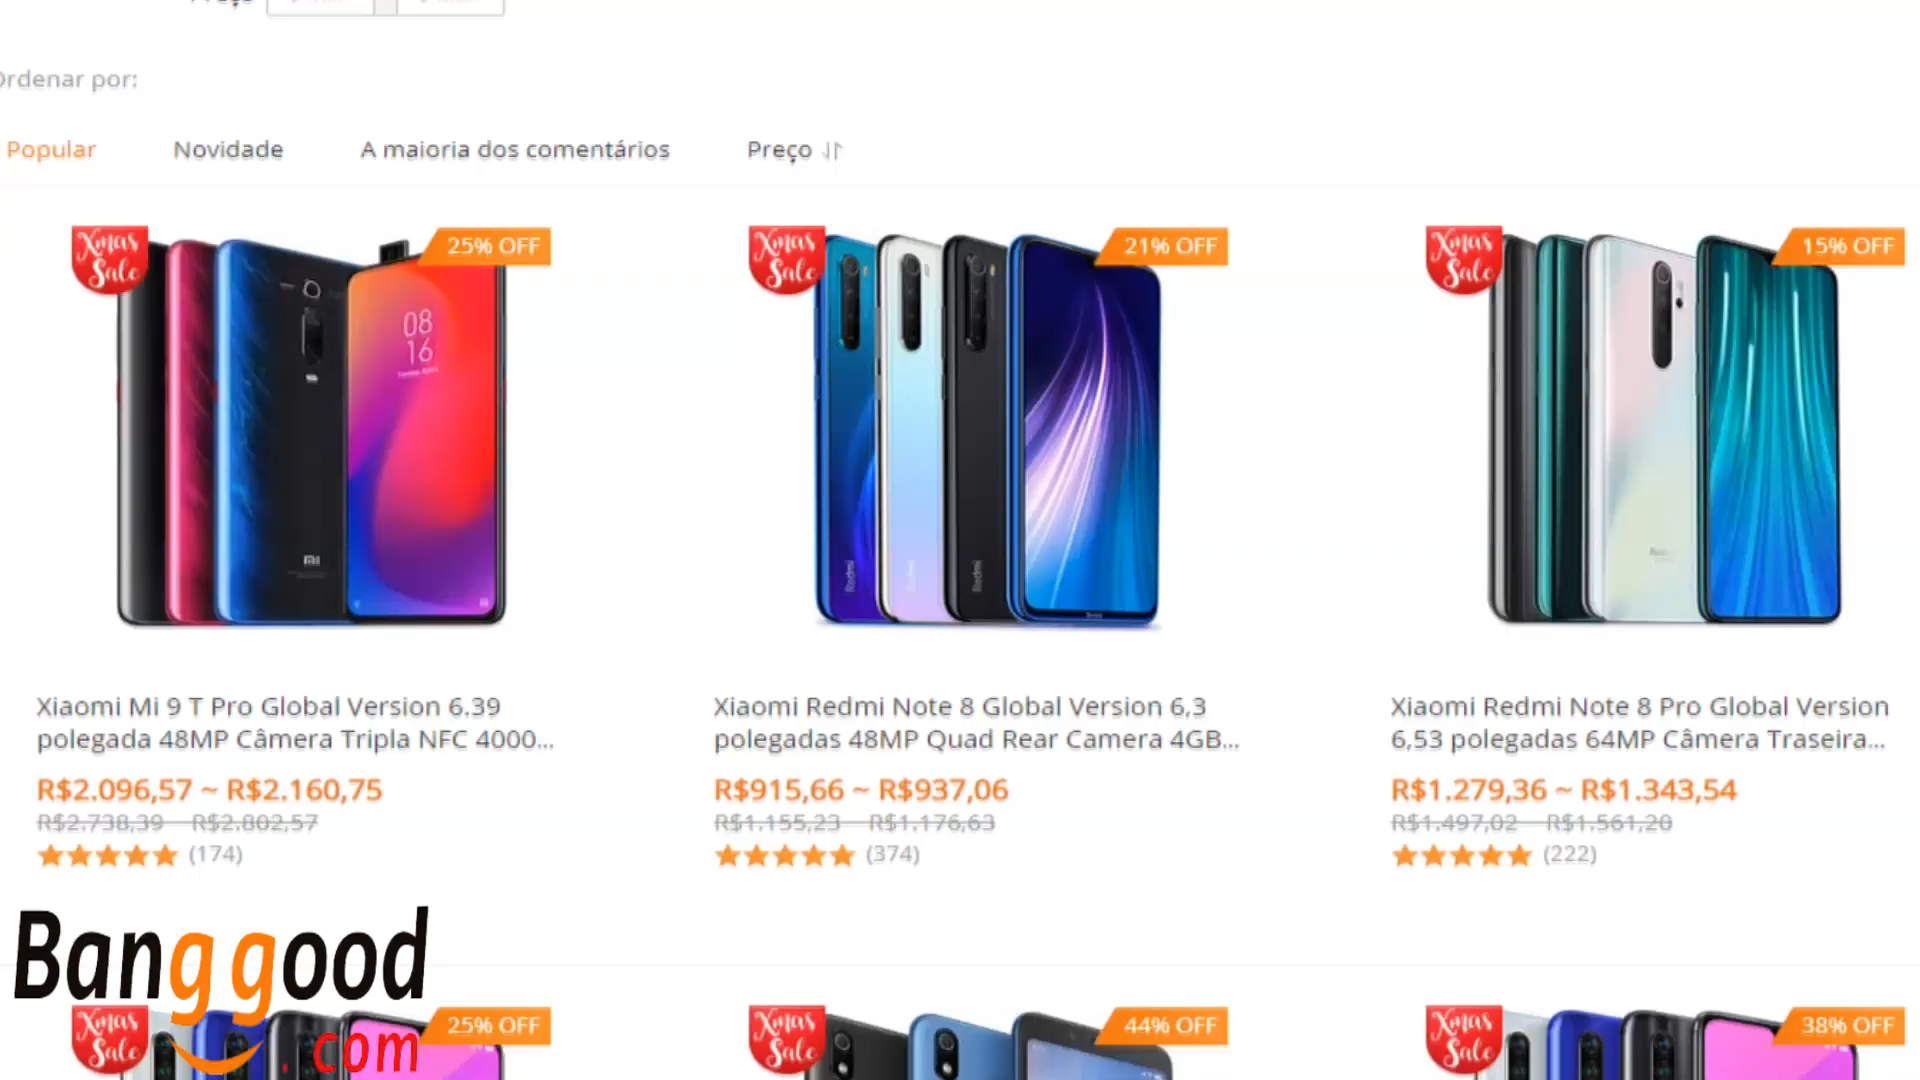 Preço
Ordenar por:
Popular
Novidade
A maioria dos comentários
Preço
Xmas
Sale
25% OFF
08
16
Xiaomi Mi 9 T Pro Global Version 6.39
polegada 48MP Câmera Tripla NFC 4000...
R$2.096,57 ~ R$2.160,75
R$2.738,39 R$2.802,57
(174)
Xmas
Sale
21% OFF
Redmi
Redmi
Xiaomi Redmi Note 8 Global Version 6,3
polegadas 48MP Quad Rear Camera 4GB...
R$915,66 ~ R$937,06
R$1.155,23 R$1.176,63
(374)
Xmas
Sale
15% OFF
Xiaomi Redmi Note 8 Pro Global Version
6,53 polegadas 64MP Câmera Traseira...
R$1.279,36 ~ R$1.343,54
R$1.497,02 R$1.561,20
(222)
Banggood
.com
Xmas
Sale
25% OFF
Xmas
Sale
44% OFF
Xmas
Sale
38% OFF